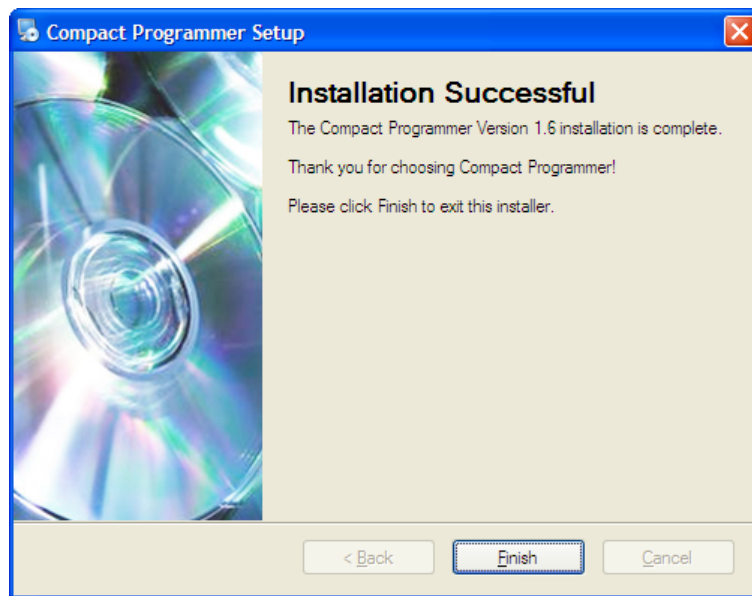 Compact Programmer Setup
Installation Successful
The Compact Programmer Version 1.6 installation is complete.
Thank you for choosing Compact Programmer!
Please click Finish to exit this installer.
< Back
Finish
Cancel